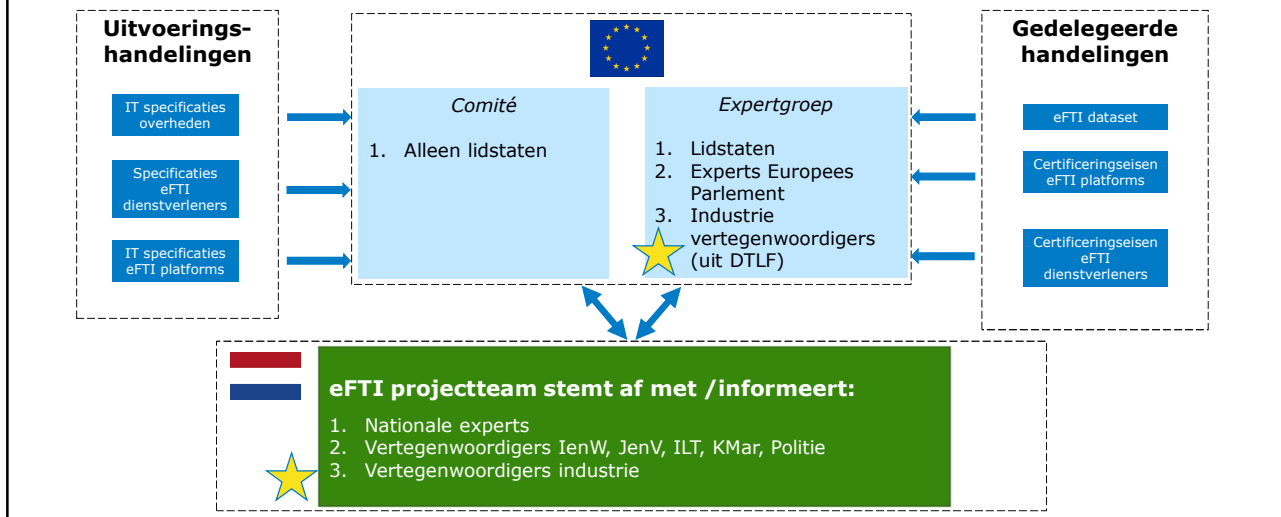 Uitvoerings-
handelingen
IT specificaties
overheden
Specificaties
eFTI
dienstverleners
IT specificaties
eFTI platforms
Comité
1. Alleen lidstaten
Expertgroep
1. Lidstaten
2. Experts Europees
Parlement
3. Industrie
vertegenwoordigers
(uit DTLF)
Gedelegeerde
handelingen
eFTI dataset
Certificeringseisen
eFTI platforms
Certificeringseisen
eFTI
dienstverleners
eFTI projectteam stemt af met /informeert:
1. Nationale experts
2. Vertegenwoordigers IenW, JenV, ILT, KMar, Politie
3. Vertegenwoordigers industrie